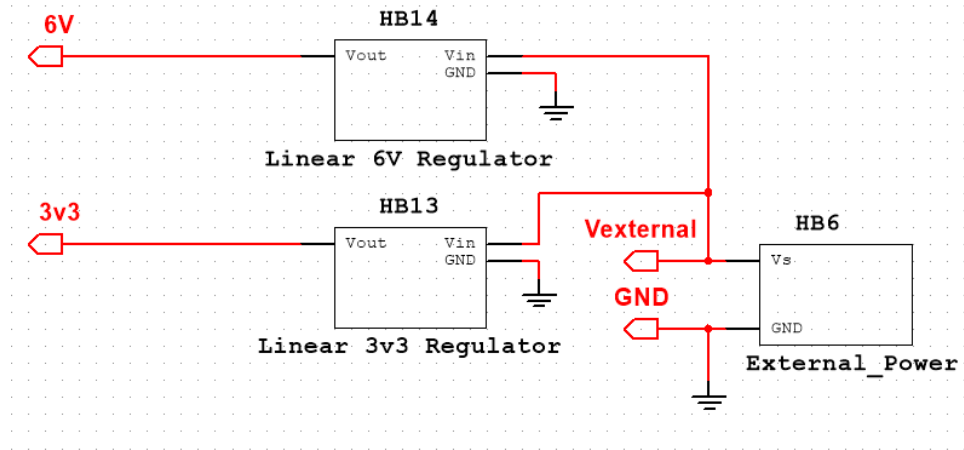 6V
HB14
Vout
Vin
GND
Linear 6V Regulator
3v3
HB13
Vout
Vin
GND
Linear 3v3 Regulator
Vexternal
GND
HB6
Vs
GND
External_Power